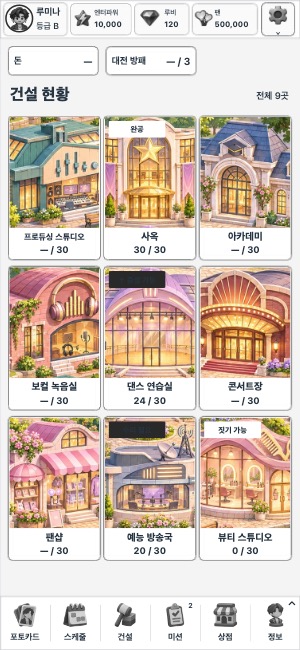 루미나
등급 B
엔터파워
10,000
루비
120
팬
500,000
돈
—
대전 방패
— / 3
건설 현황
전체 9곳
프로듀싱 스튜디오
— / 30
완공
사옥
30 / 30
아카데미
— / 30
보컬 녹음실
— / 30
댄스 연습실
24 / 30
콘서트장
— / 30
팬샵
— / 30
예능 방송국
20 / 30
짓기 가능
뷰티 스튜디오
0 / 30
포토카드
스케줄
건설
2
미션
상점
정보